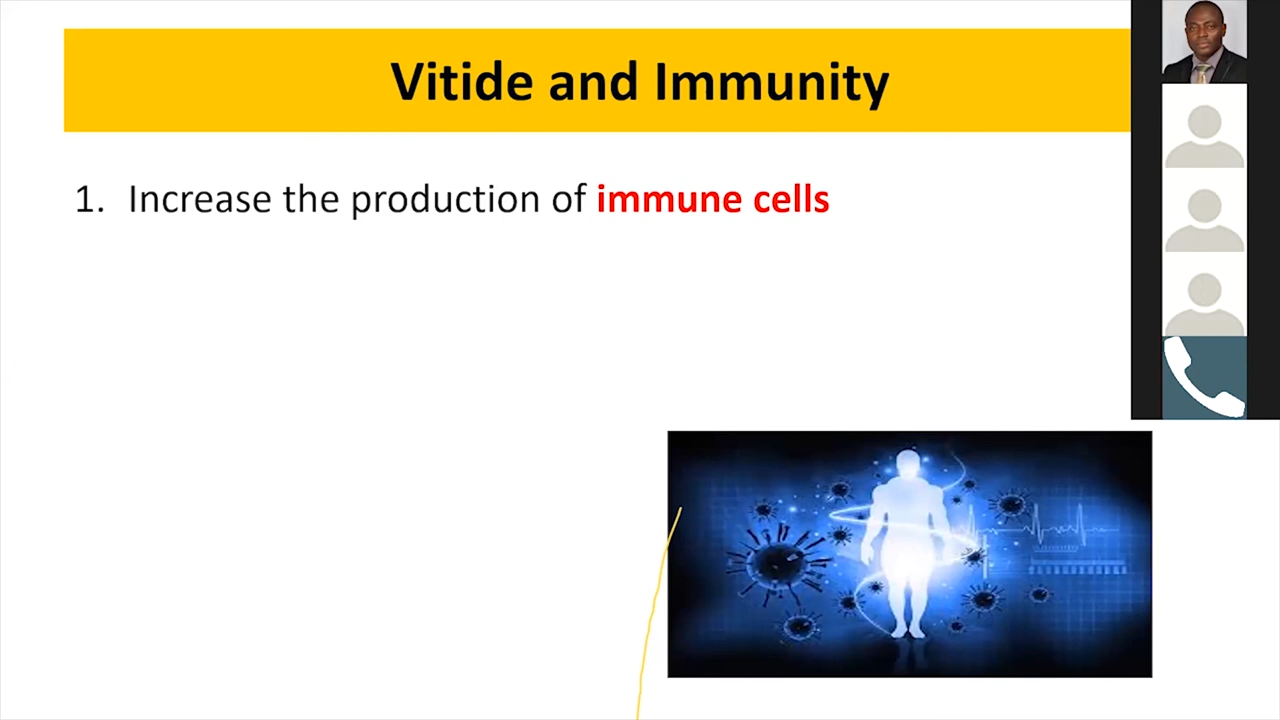 Vitide and Immunity
1. Increase the production of immune cells